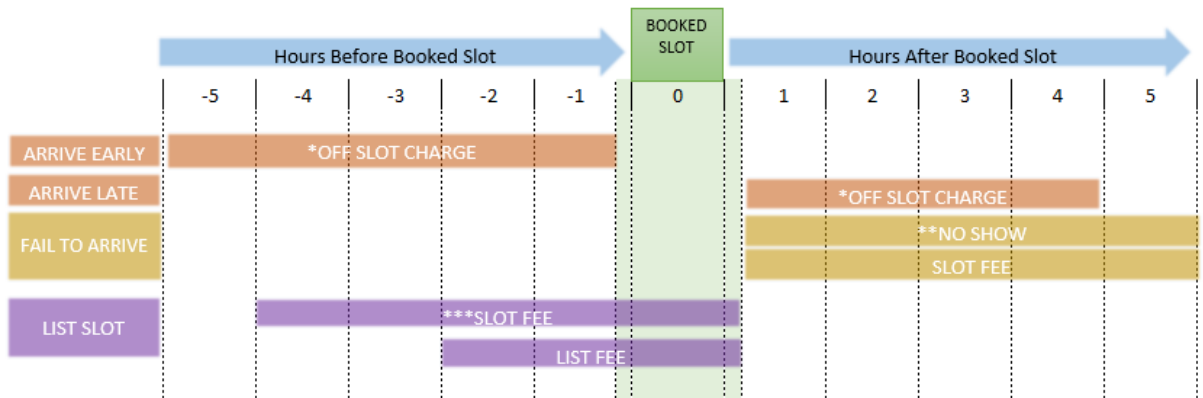 BOOKED
SLOT
Hours Before Booked Slot
Hours After Booked Slot
-5 -4 -3 -2 -1 0 1 2 3 4 5
ARRIVE EARLY
*OFF SLOT CHARGE
ARRIVE LATE
*OFF SLOT CHARGE
FAIL TO ARRIVE
**NO SHOW
SLOT FEE
LIST SLOT
***SLOT FEE
LIST FEE